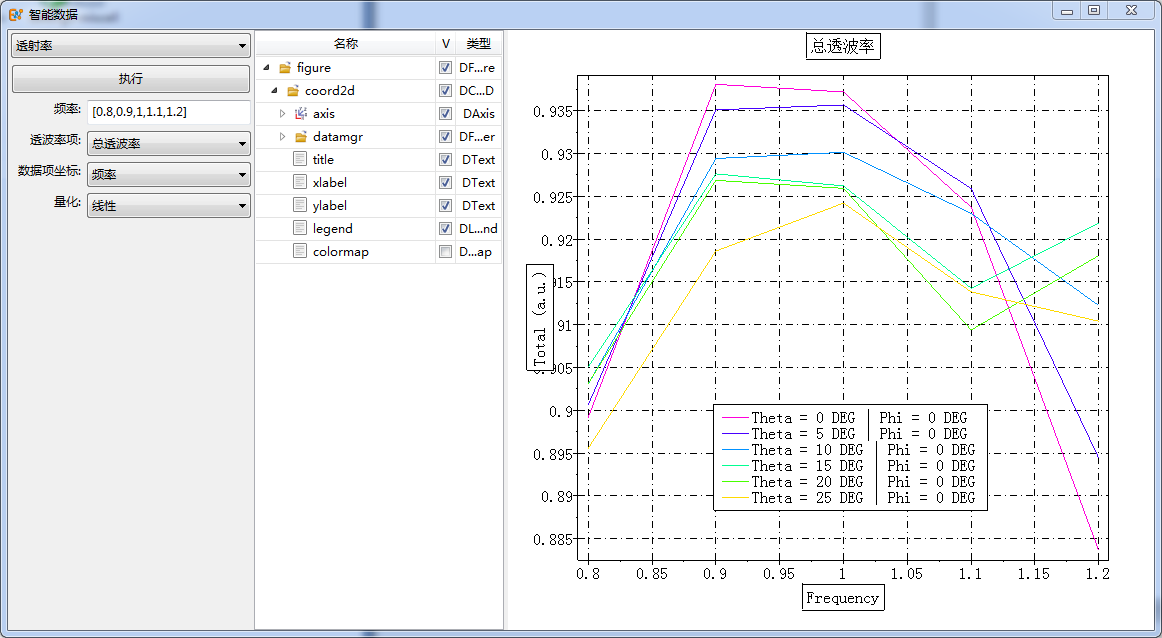 智能数据
透射率
执行
频率:
[0.8,0.9,1,1.1,1.2]
透波率项:
总透波率
数据项坐标:
频率
量化:
线性
名称 V 类型
figure DF...re
coord2d DC...D
axis DAxis
datamgr DF...er
title DText
xlabel DText
ylabel DText
legend DL...nd
colormap D...ap
总透波率
0.935
0.93
0.925
0.92
915
91
905
0.9
0.895
0.89
0.885
Total (a.u.)
Theta = 0 DEG | Phi = 0 DEG
Theta = 5 DEG | Phi = 0 DEG
Theta = 10 DEG | Phi = 0 DEG
Theta = 15 DEG | Phi = 0 DEG
Theta = 20 DEG | Phi = 0 DEG
Theta = 25 DEG | Phi = 0 DEG
0.8 0.85 0.9 0.95 1 1.05 1.1 1.15 1.2
Frequency